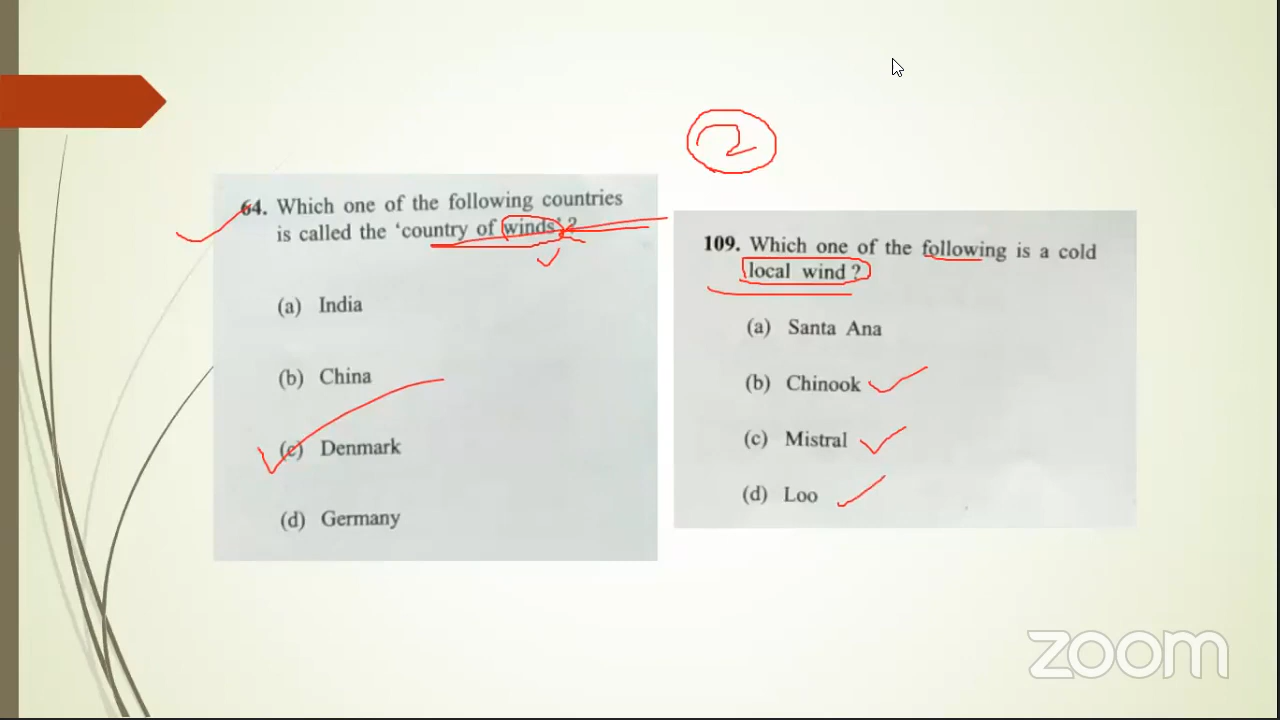 2
64. Which one of the following countries
is called the ‘country of winds’ ?
(a) India
(b) China
(c) Denmark
(d) Germany
109. Which one of the following is a cold
local wind ?
(a) Santa Ana
(b) Chinook
(c) Mistral
(d) Loo
zoom